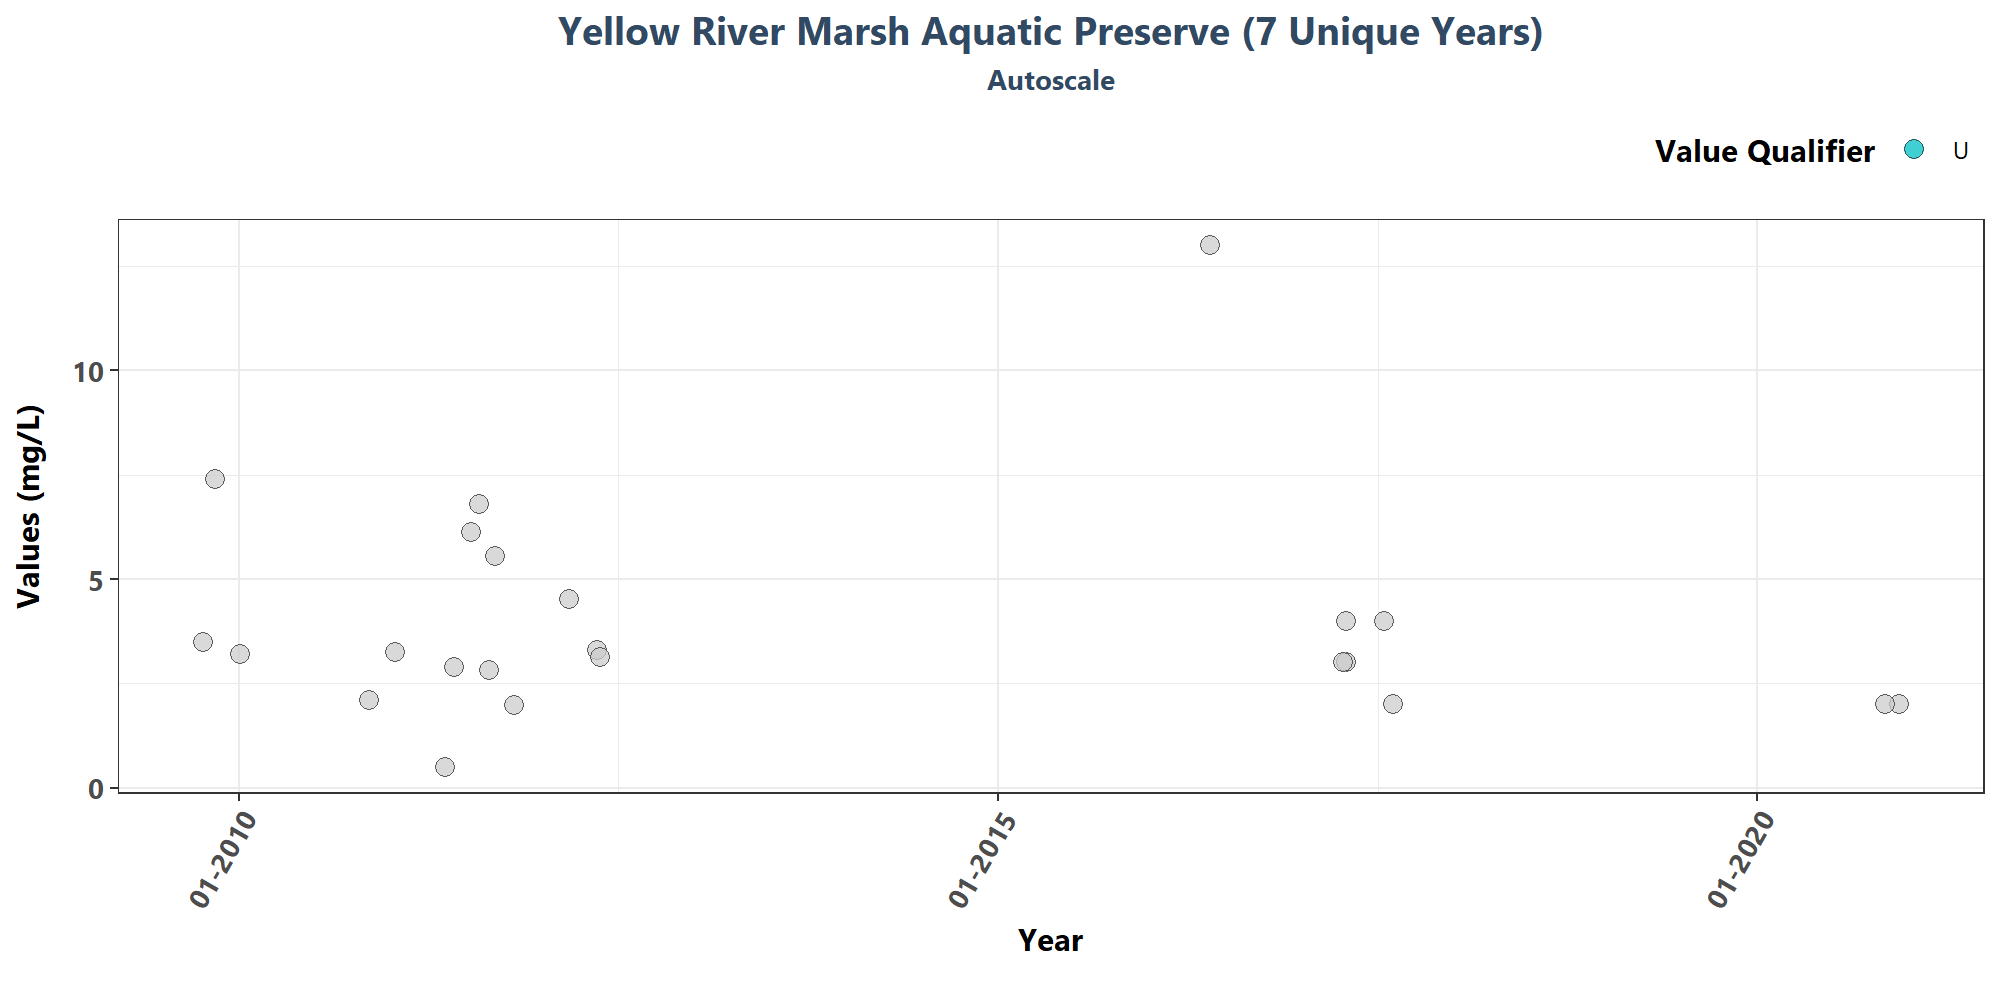 Yellow River Marsh Aquatic Preserve (7 Unique Years)
Autoscale
Value Qualifier U
Values (mg/L)
10
5
0
01-2010
01-2015
01-2020
Year